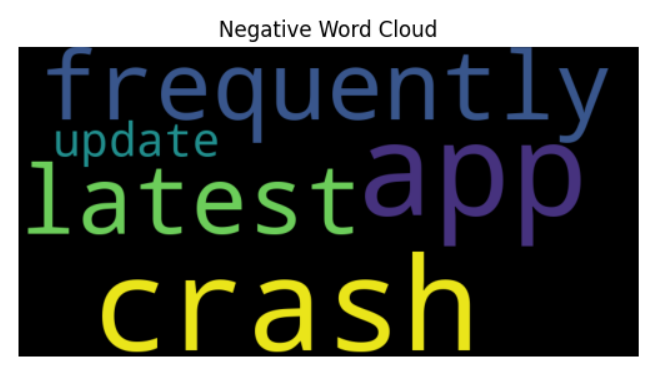 Negative Word Cloud
frequently
update
app
latest
crash